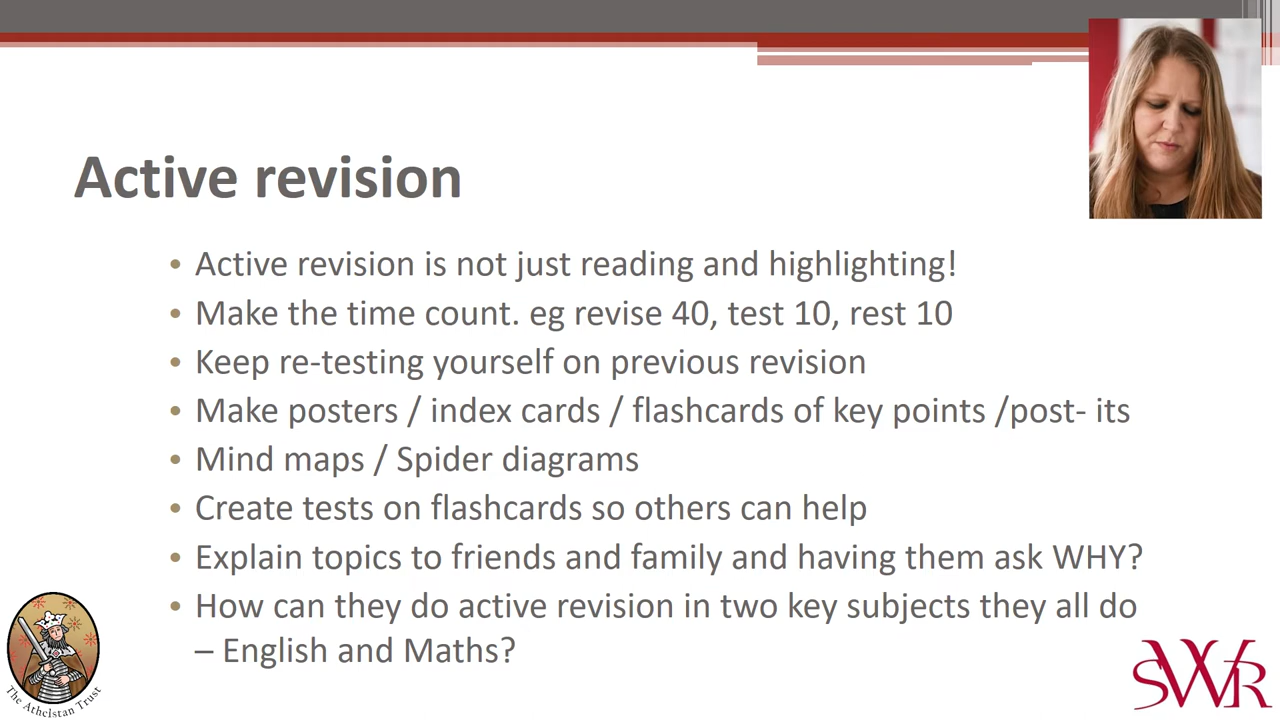 Active revision
• Active revision is not just reading and highlighting!
• Make the time count. eg revise 40, test 10, rest 10
• Keep re-testing yourself on previous revision
• Make posters / index cards / flashcards of key points /post- its
• Mind maps / Spider diagrams
• Create tests on flashcards so others can help
• Explain topics to friends and family and having them ask WHY?
• How can they do active revision in two key subjects they all do
– English and Maths?
The Athelstan Trust
SWR